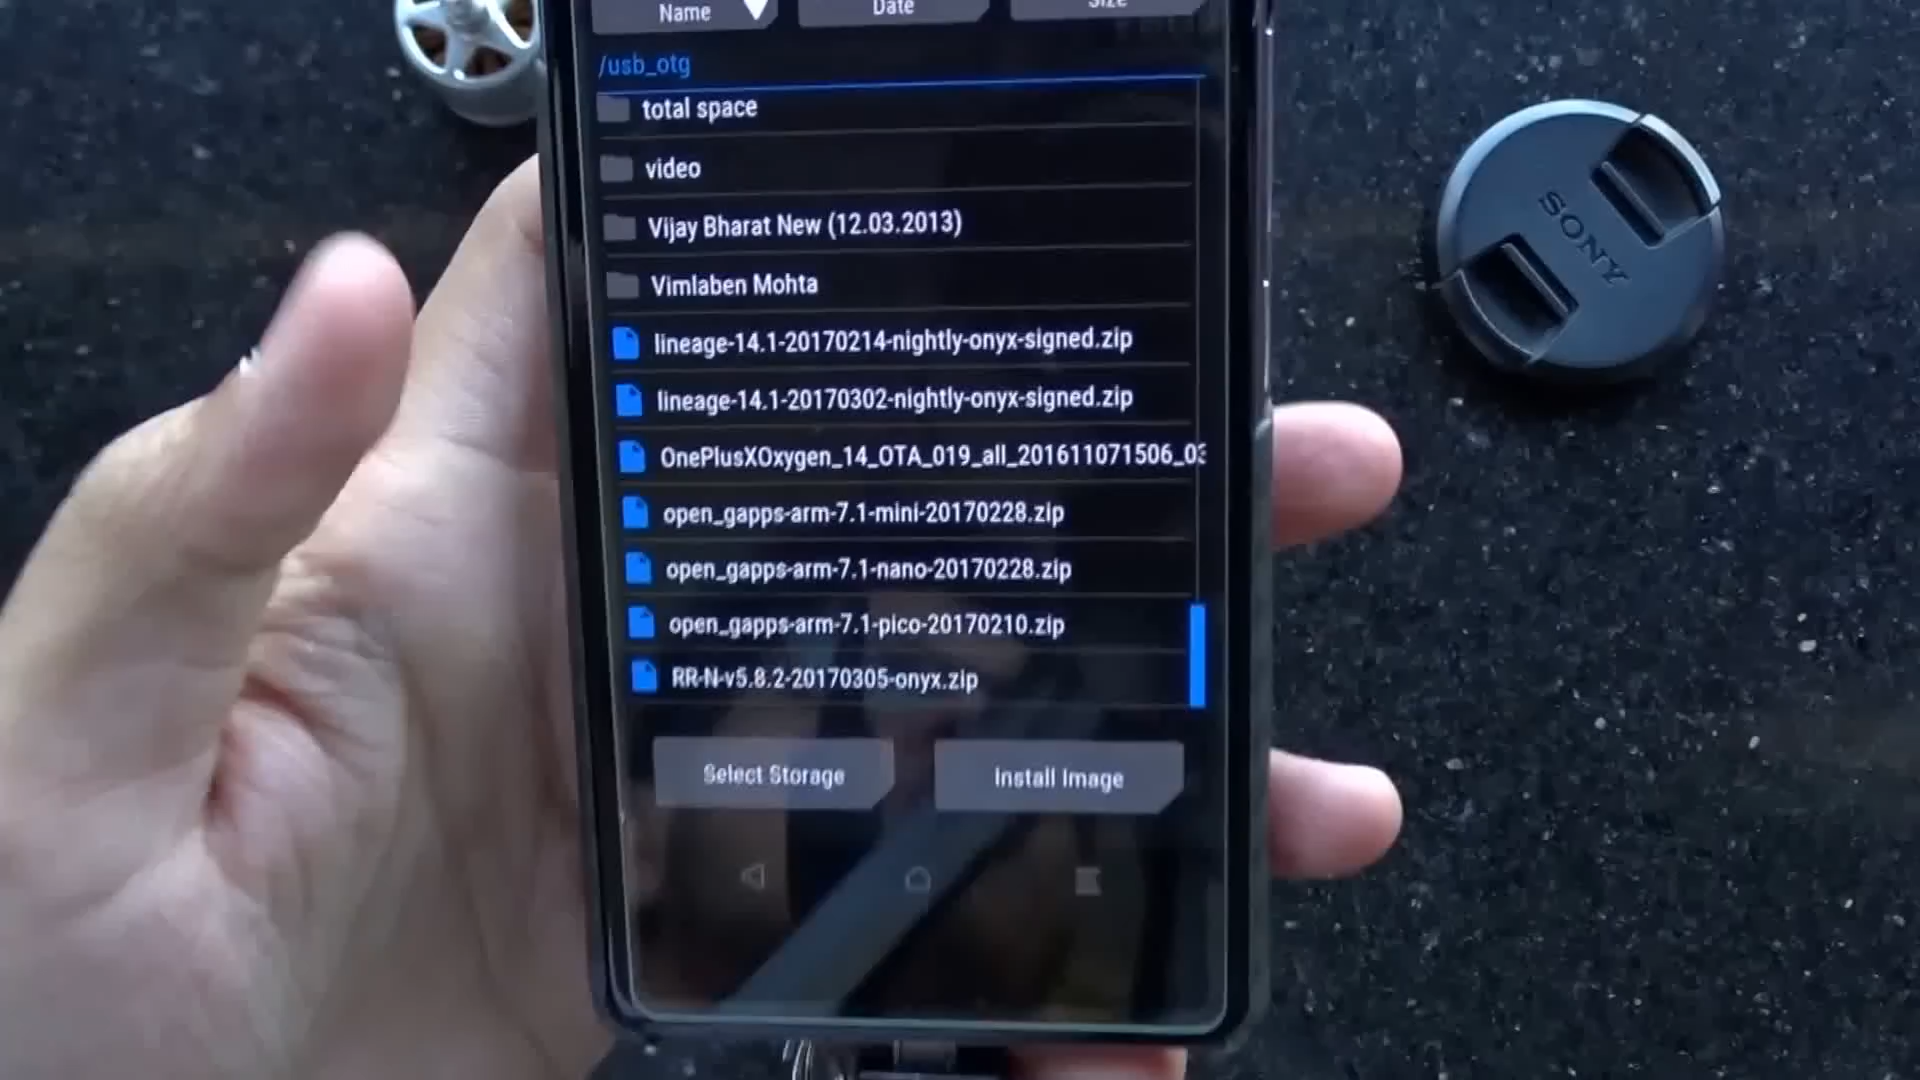 Name
Date
Size
/usb_otg
total space
video
Vijay Bharat New (12.03.2013)
Vimlaben Mohta
lineage-14.1-20170214-nightly-onyx-signed.zip
lineage-14.1-20170302-nightly-onyx-signed.zip
OnePlusXOxygen_14_OTA_019_all_201611071506_03
open_gapps-arm-7.1-mini-20170228.zip
open_gapps-arm-7.1-nano-20170228.zip
open_gapps-arm-7.1-pico-20170210.zip
RR-N-v5.8.2-20170305-onyx.zip
Select Storage
Install Image
SONY